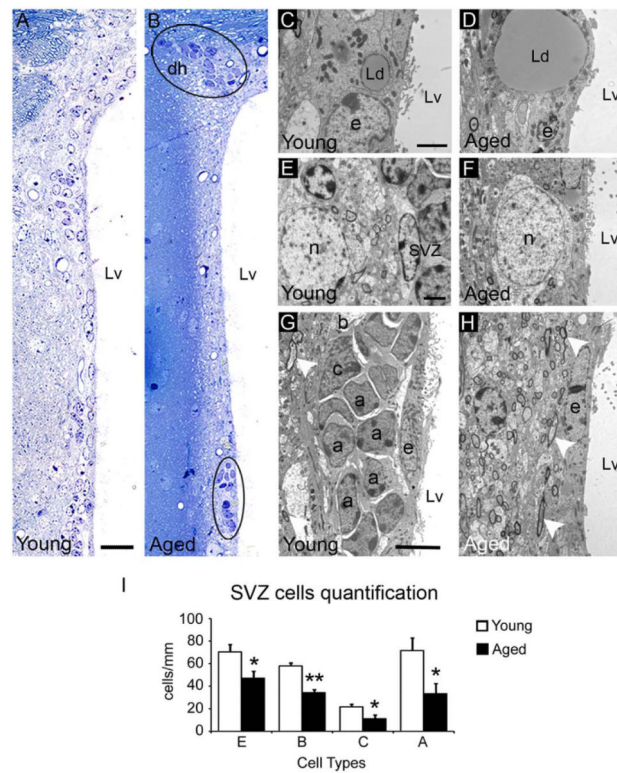 A
B
dh
Lv
Lv
Young
Aged
C
Ld
Lv
e
Young
D
Ld
Lv
e
Aged
E
n
SVZ
Young
F
n
Lv
Aged
G
b
c
a
a
a
a
a
a
e
Lv
Young
H
e
Lv
Aged
I
SVZ cells quantification
cells/mm
100
80
60
40
20
0
*
**
*
*
E
B
C
A
Cell Types
Young
Aged